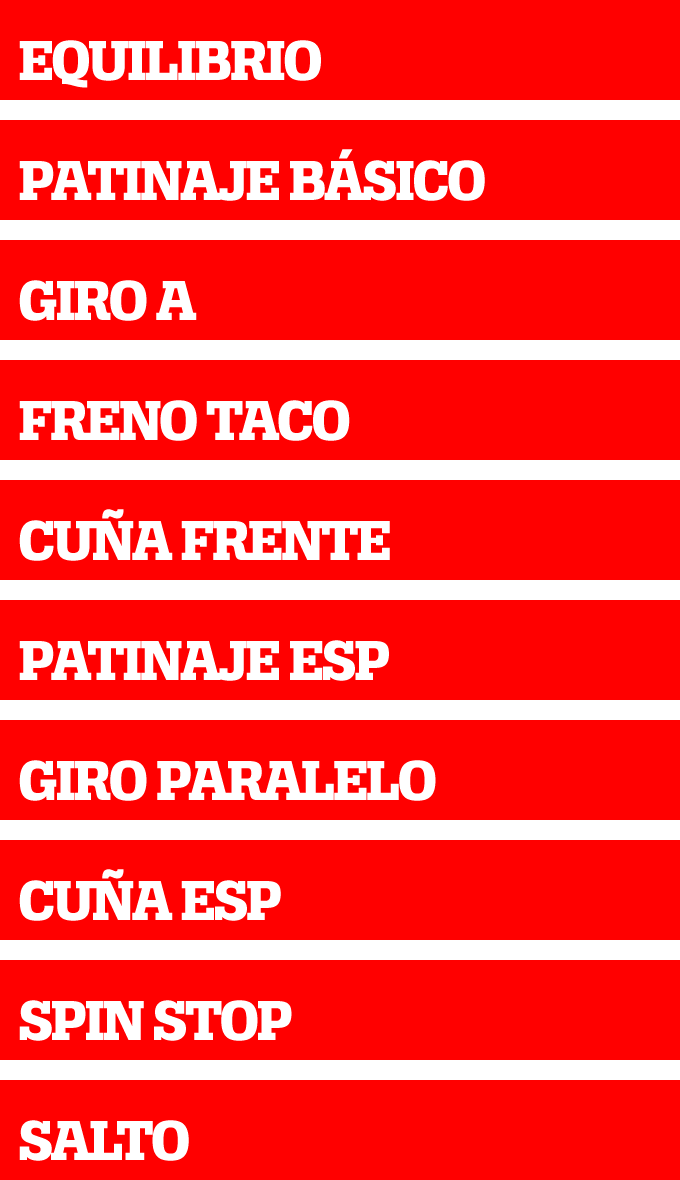 EQUILIBRIO
PATINAJE BÁSICO
GIRO A
FRENO TACO
CUÑA FRENTE
PATINAJE ESP
GIRO PARALELO
CUÑA ESP
SPIN STOP
SALTO